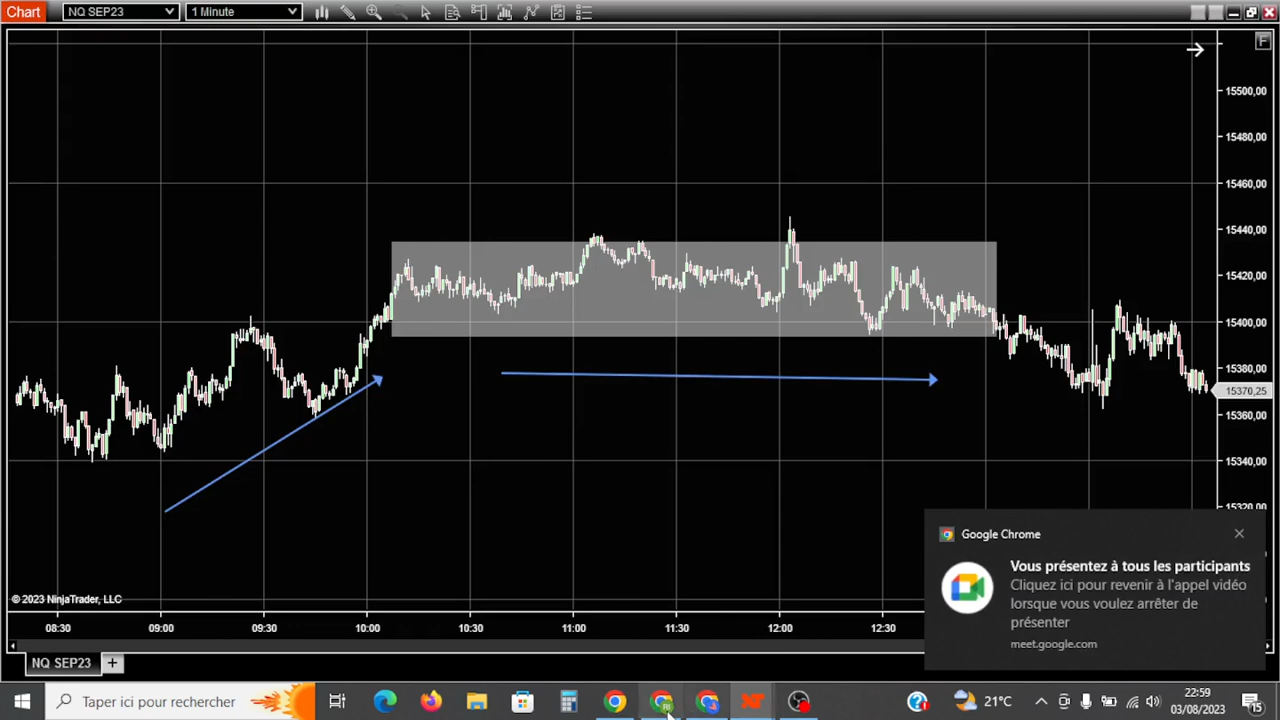 Chart
NQ SEP23
1 Minute
F
15500,00
15480,00
15460,00
15440,00
15420,00
15400,00
15380,00
15370,25
15360,00
15340,00
15320,00
© 2023 NinjaTrader, LLC
08:30
09:00
09:30
10:00
10:30
11:00
11:30
12:00
12:30
Google Chrome
Vous présentez à tous les participants
Cliquez ici pour revenir à l'appel vidéo
lorsque vous voulez arrêter de
présenter
meet.google.com
NQ SEP23
Taper ici pour rechercher
21°C
22:59
03/08/2023
15